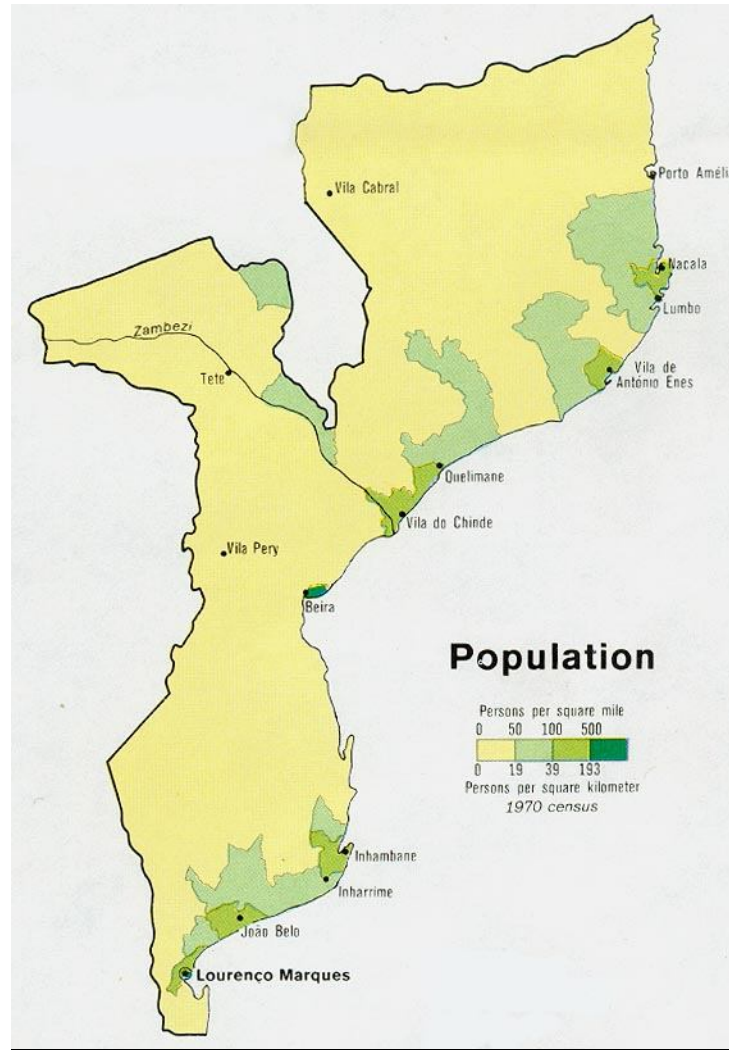 Vila Cabral
Porto Améli
Nacala
Lumbo
Zambezi
Tete
Vila de
António Enes
Quelimane
Vila do Chinde
Vila Pery
Beira
Population
Persons per square mile
0 50 100 500
0 19 39 193
Persons per square kilometer
1970 census
Inhambane
Inharrime
João Belo
Lourenço Marques